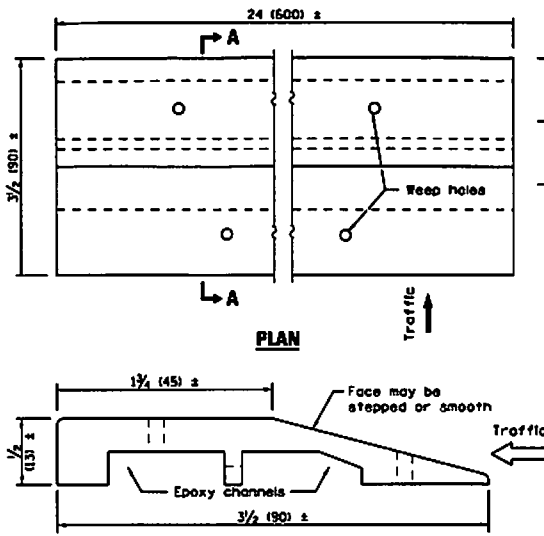 24 (600) ±
A
3½ (90) ±
Weep holes
A
Traffic
PLAN
1¾ (45) ±
Face may be
stepped or smooth
Traffic
½
(13) ±
Epoxy channels
3½ (90) ±